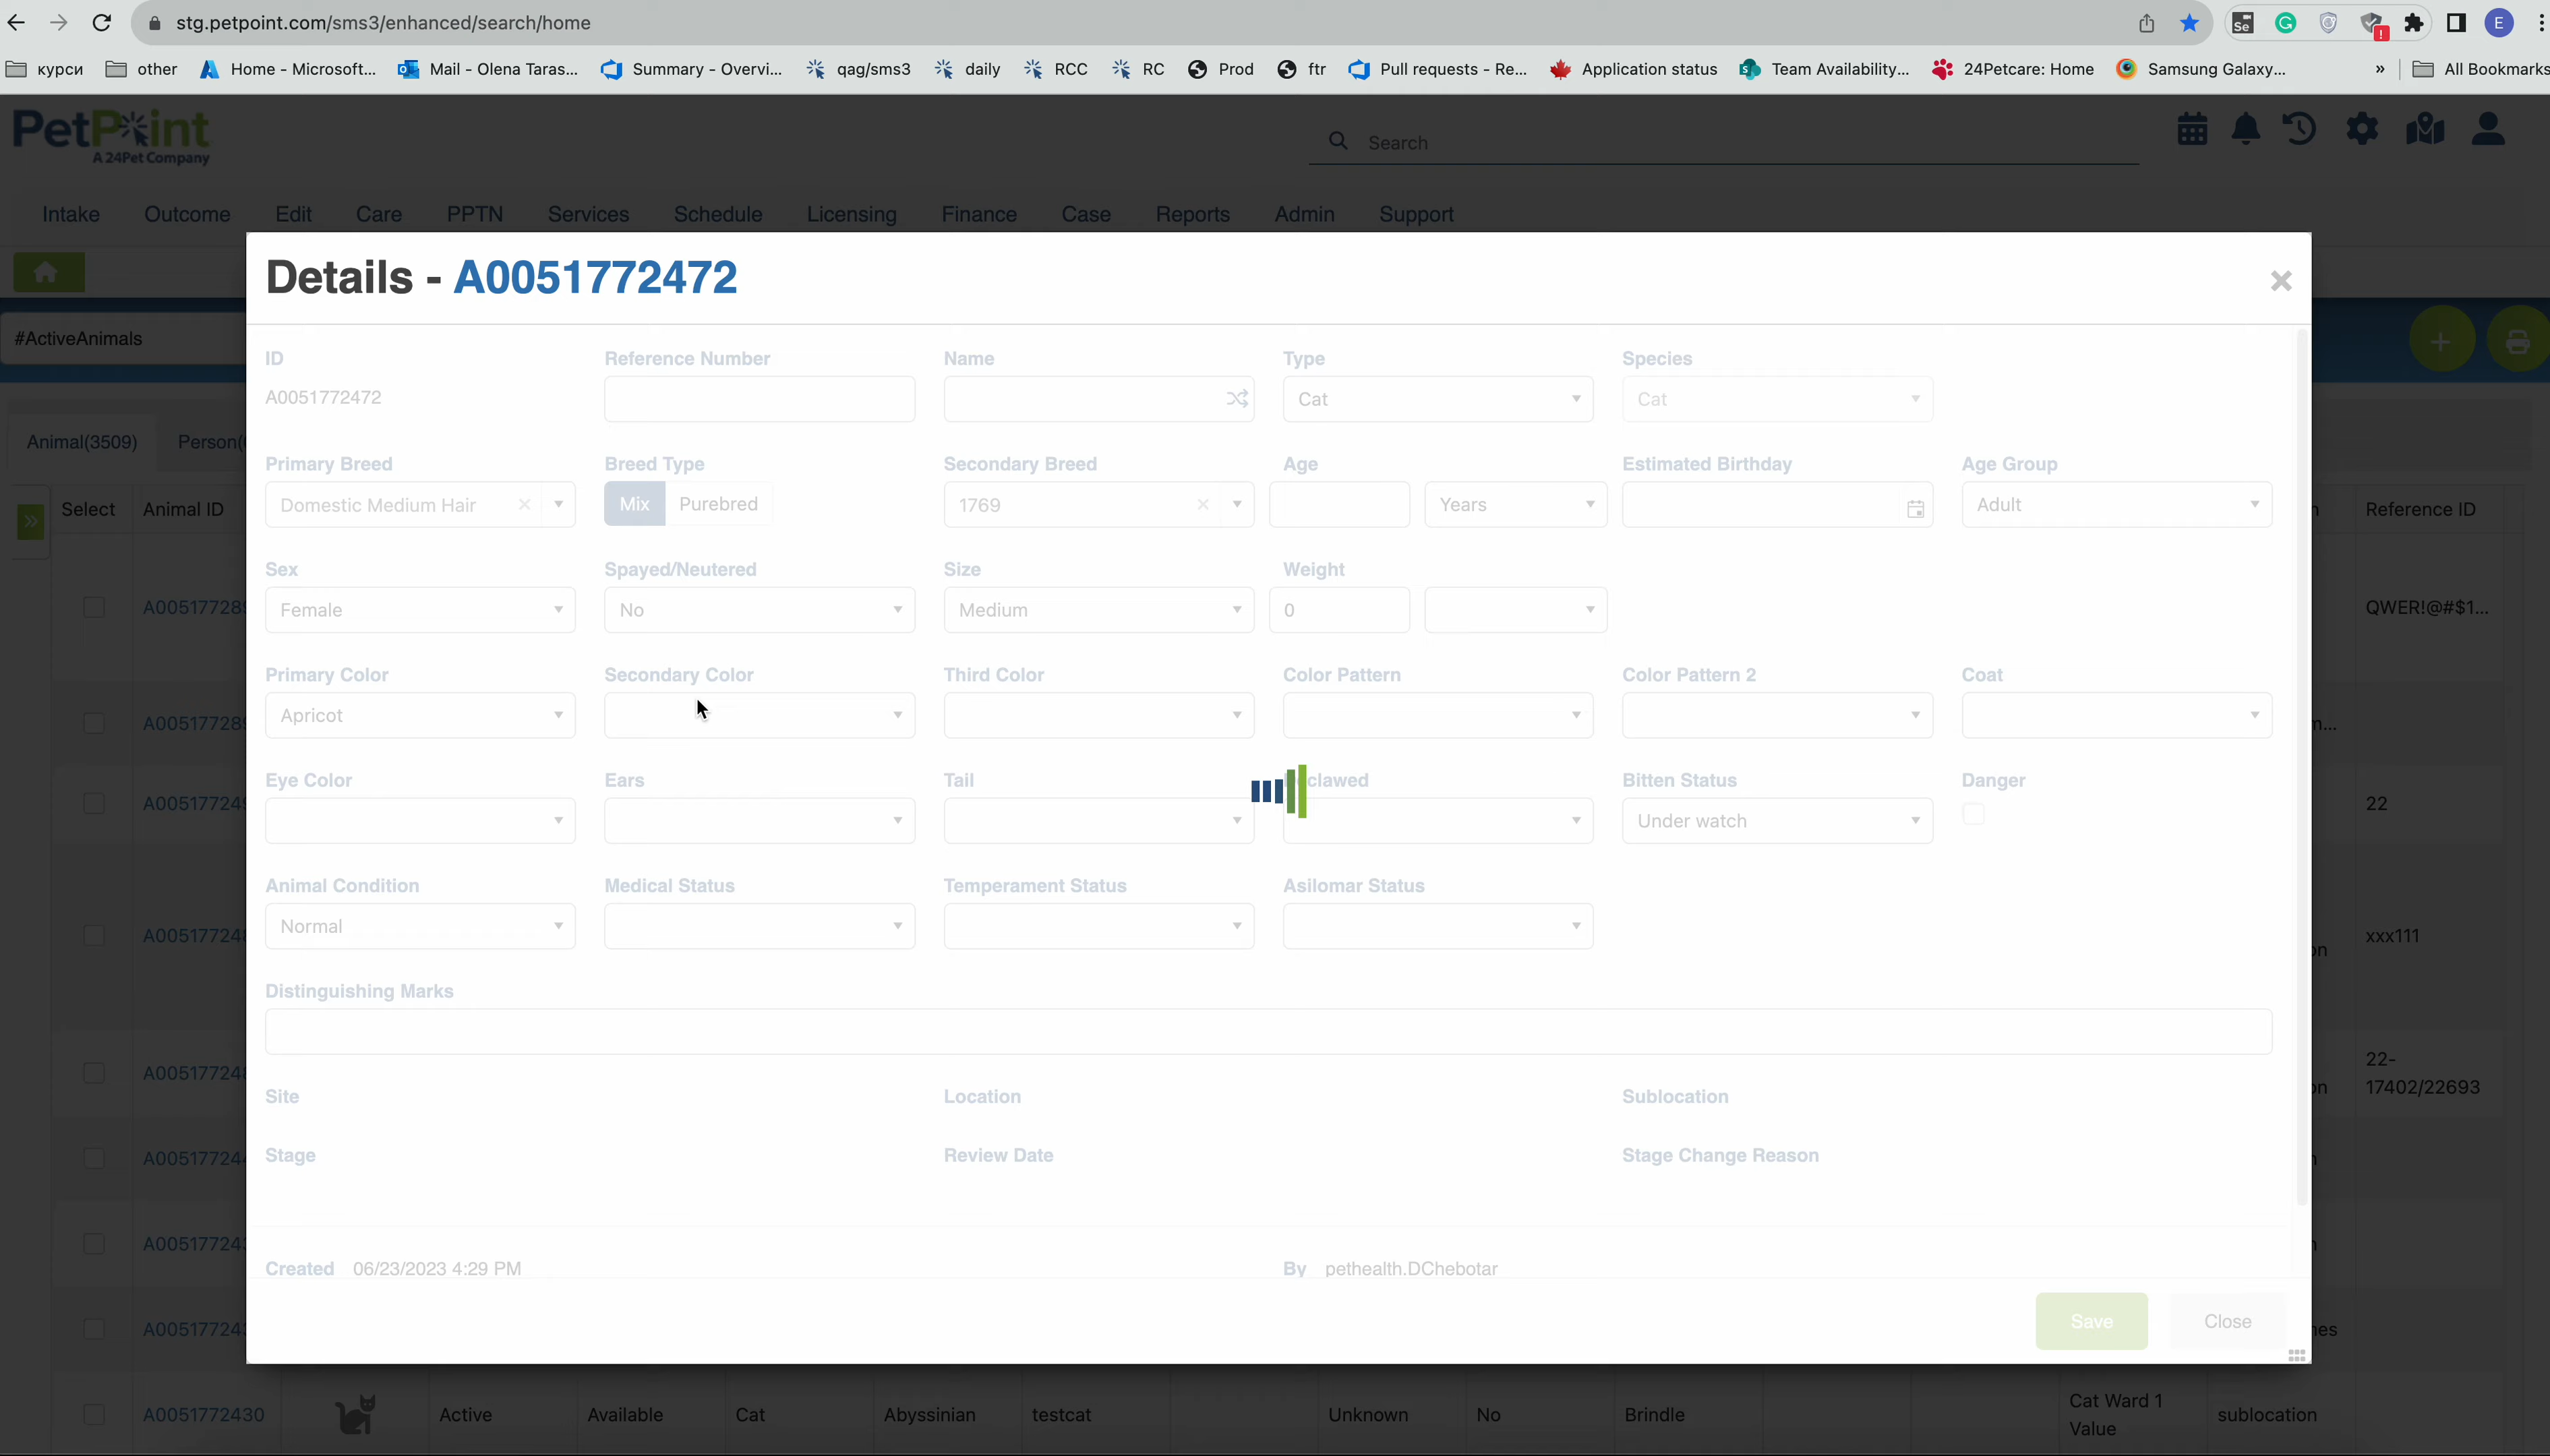 stg.petpoint.com/sms3/enhanced/search/home
курси other Home - Microsoft... Mail - Olena Taras... Summary - Overvi... qag/sms3 daily RCC RC Prod ftr Pull requests - Re... Application status Team Availability... 24Petcare: Home Samsung Galaxy... » All Bookmarks
PetPoint
A 24Pet Company
Search
Intake Outcome Edit Care PPTN Services Schedule Licensing Finance Case Reports Admin Support
Details - A0051772472
#ActiveAnimals
ID Reference Number Name Type Species
A0051772472 Cat Cat
Animal(3509) Person(
Primary Breed Breed Type Secondary Breed Age Estimated Birthday Age Group
Domestic Medium Hair Mix Purebred 1769 Years Adult
Select Animal ID Reference ID
Sex Spayed/Neutered Size Weight
Female No Medium 0
A005177289 QWER!@#$1...
Primary Color Secondary Color Third Color Color Pattern Color Pattern 2 Coat
Apricot
A005177289
Eye Color Ears Tail clawed Bitten Status Danger
Under watch
A005177249 22
Animal Condition Medical Status Temperament Status Asilomar Status
Normal
A005177248 xxx111
Distinguishing Marks
A005177248 22-
17402/22693
Site Location Sublocation
Stage Review Date Stage Change Reason
A005177244
A005177243
Created 06/23/2023 4:29 PM By pethealth.DChebotar
A005177243
Save Close
A0051772430 Active Available Cat Abyssinian testcat Unknown No Brindle Cat Ward 1 sublocation
Value